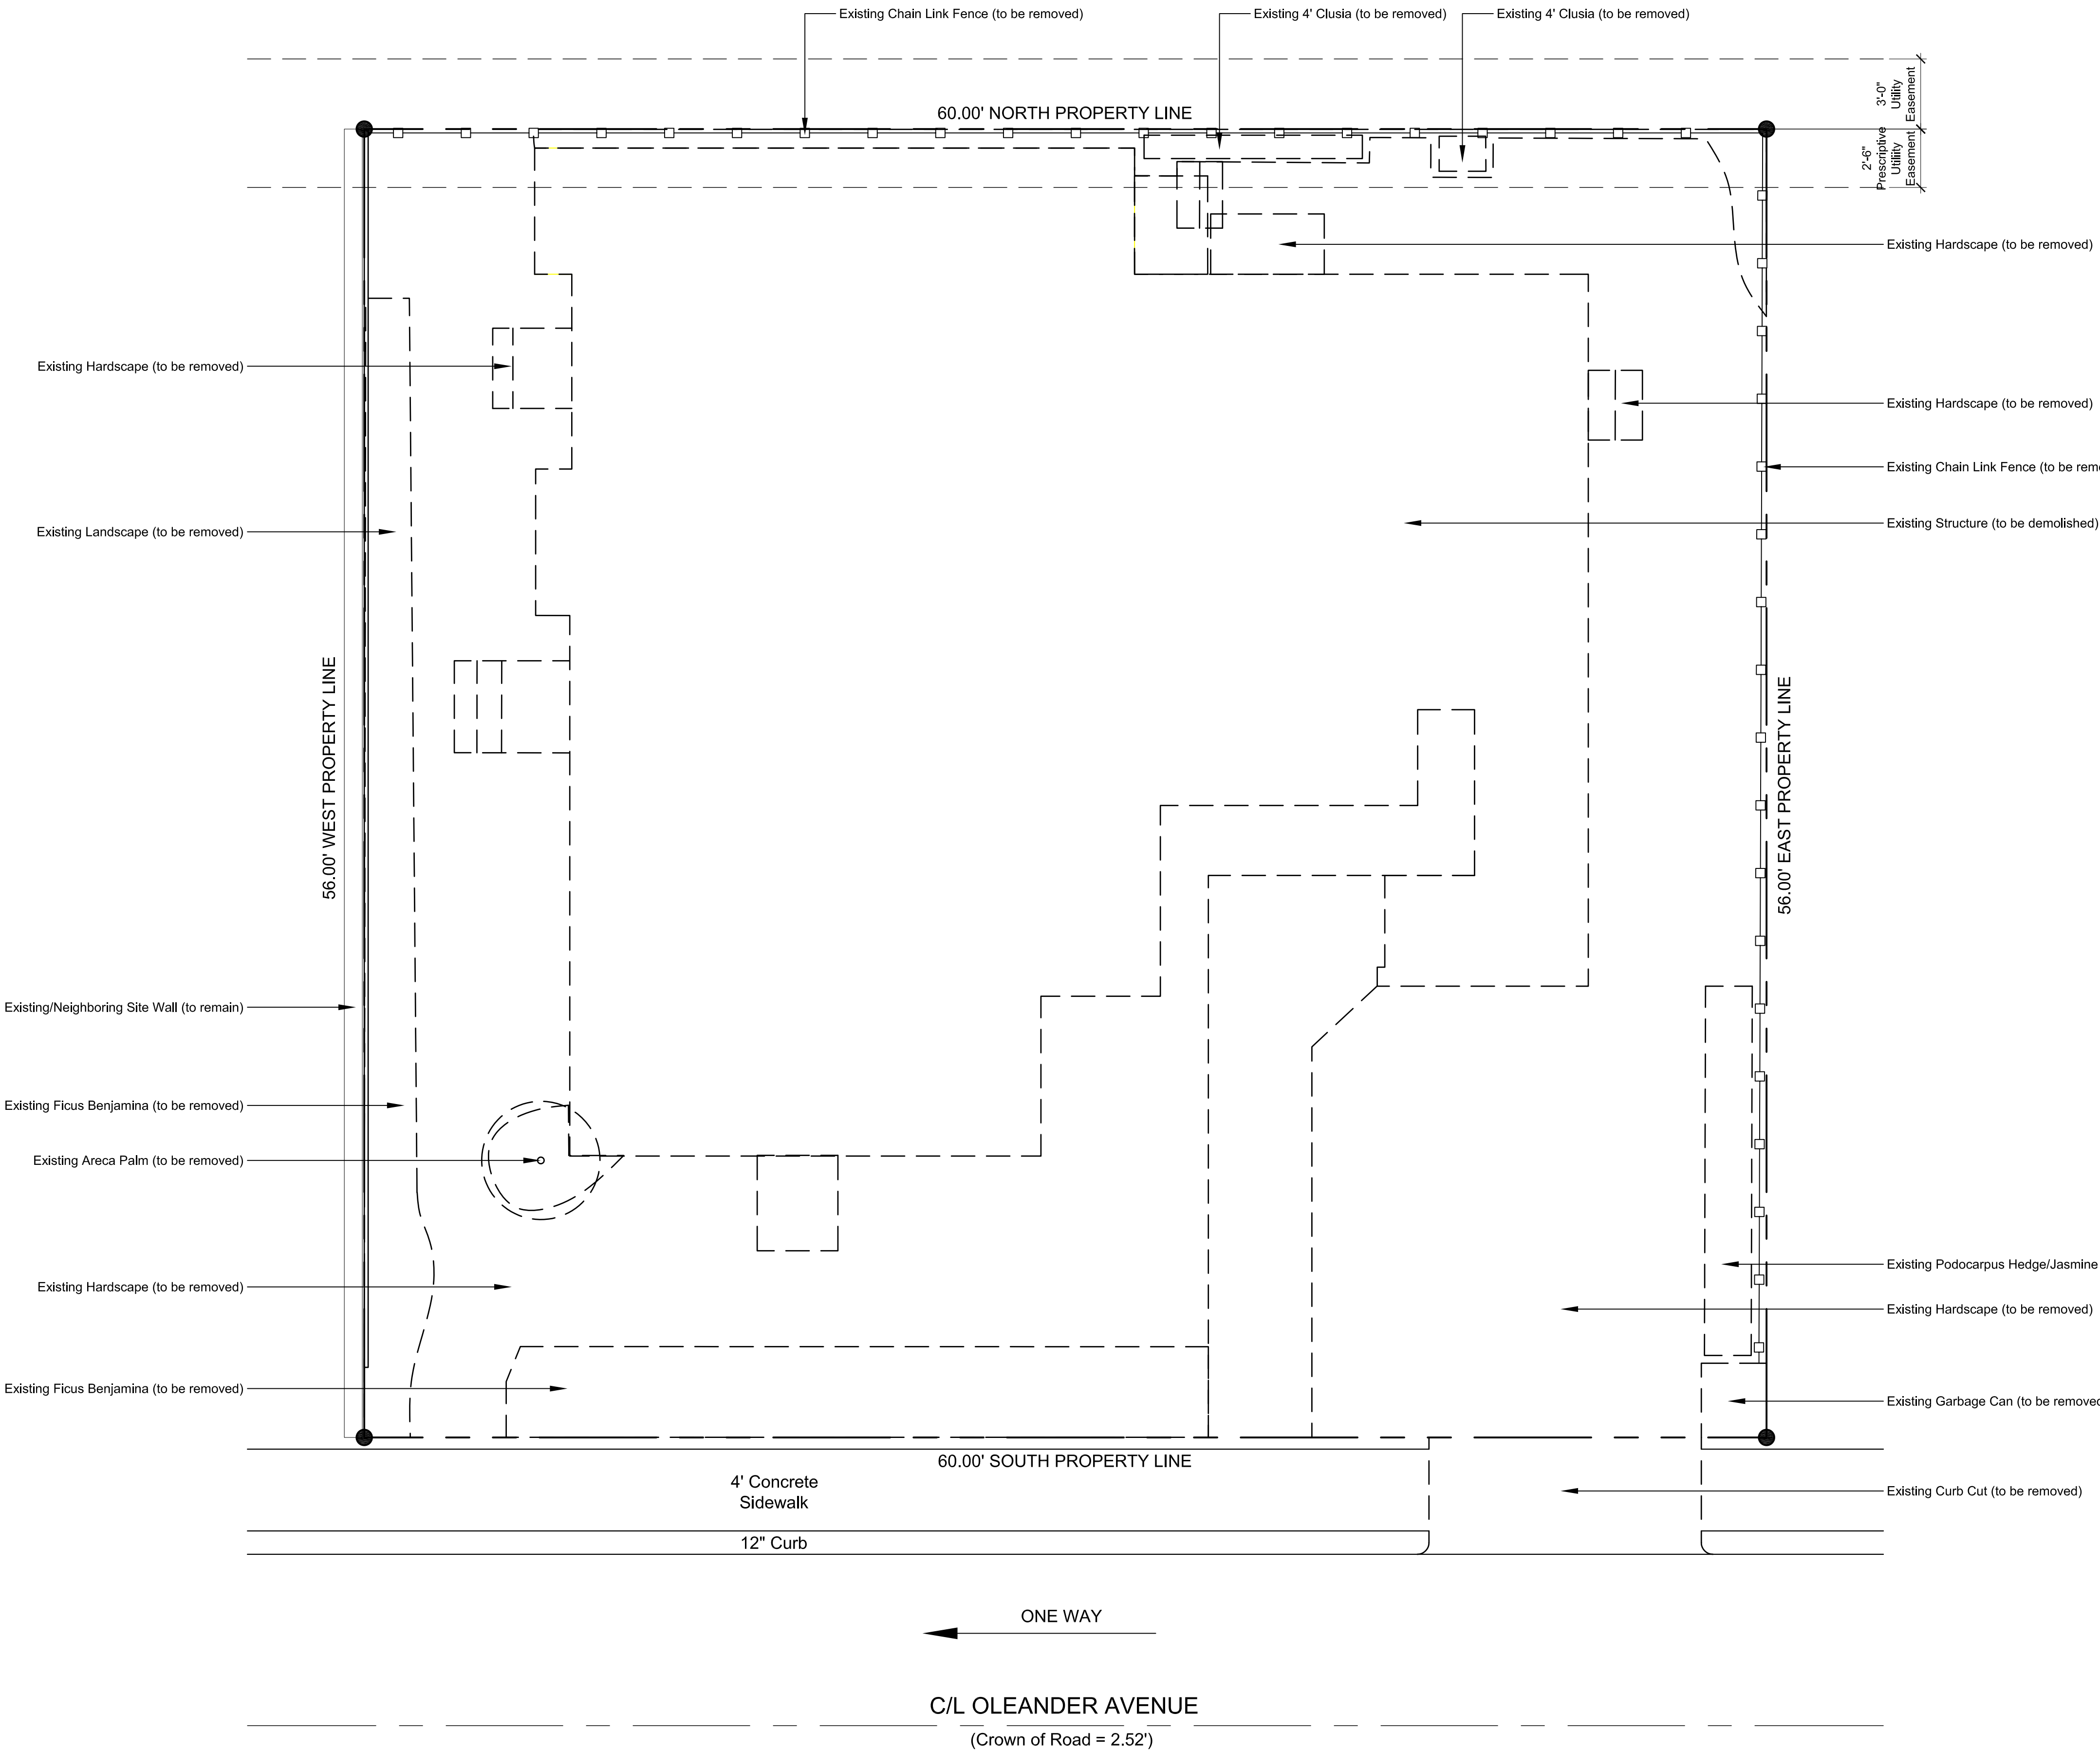 Existing Chain Link Fence (to be removed)
Existing 4' Clusia (to be removed)
Existing 4' Clusia (to be removed)
3'-0"
Utility
Easement
60.00' NORTH PROPERTY LINE
2'-6"
Prescriptive
Utility
Easement
Existing Hardscape (to be removed)
Existing Hardscape (to be removed)
Existing Hardscape (to be removed)
Existing Chain Link Fence (to be rem
Existing Structure (to be demolished)
Existing Landscape (to be removed)
56.00' WEST PROPERTY LINE
56.00' EAST PROPERTY LINE
Existing/Neighboring Site Wall (to remain)
Existing Ficus Benjamina (to be removed)
Existing Areca Palm (to be removed)
Existing Podocarpus Hedge/Jasmine
Existing Hardscape (to be removed)
Existing Hardscape (to be removed)
Existing Ficus Benjamina (to be removed)
Existing Garbage Can (to be removed
60.00' SOUTH PROPERTY LINE
4' Concrete
Sidewalk
Existing Curb Cut (to be removed)
12" Curb
ONE WAY
C/L OLEANDER AVENUE
(Crown of Road = 2.52')